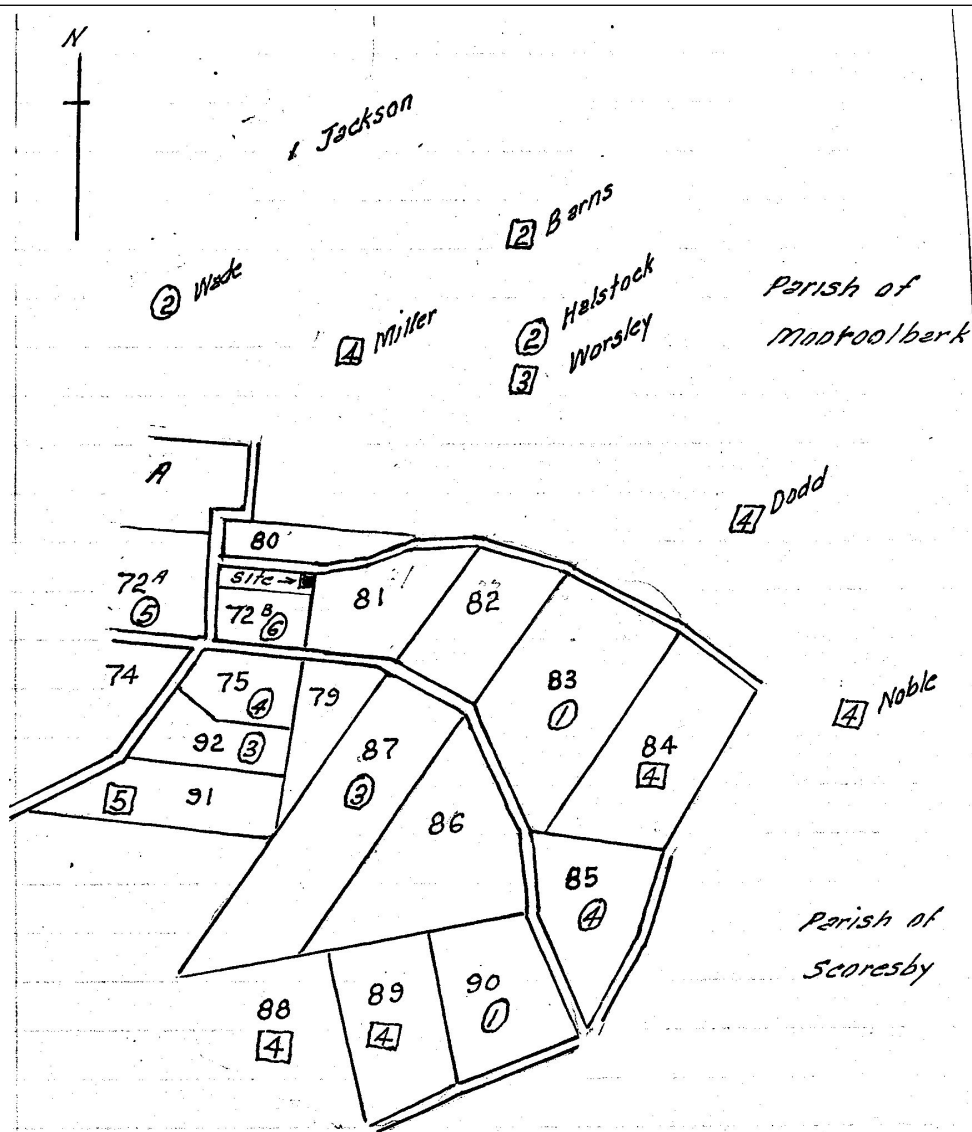 N
Jackson
2 Barns
2 Wade
4 Miller
2 Halstock
3 Worsley
Parish of
Mootoolbark
A
4 Dodd
80
site →
81
82
72A
5
72B
6
83
1
74
75
4
79
4 Noble
92
3
87
3
84
4
5
91
86
85
4
Parish of
Scoresby
88
4
89
4
90
1